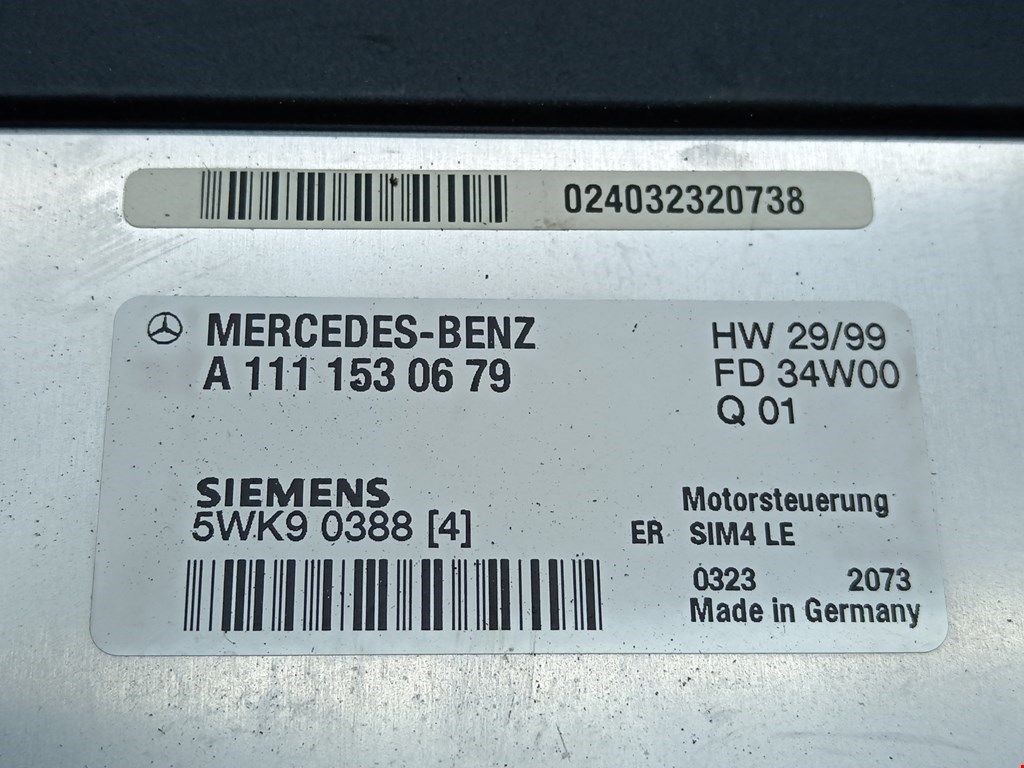 024032320738
MERCEDES-BENZ
A 111 153 06 79
HW 29/99
FD 34W00
Q 01
SIEMENS
5WK9 0388 [4]
Motorsteuerung
ER SIM4 LE
0323 2073
Made in Germany